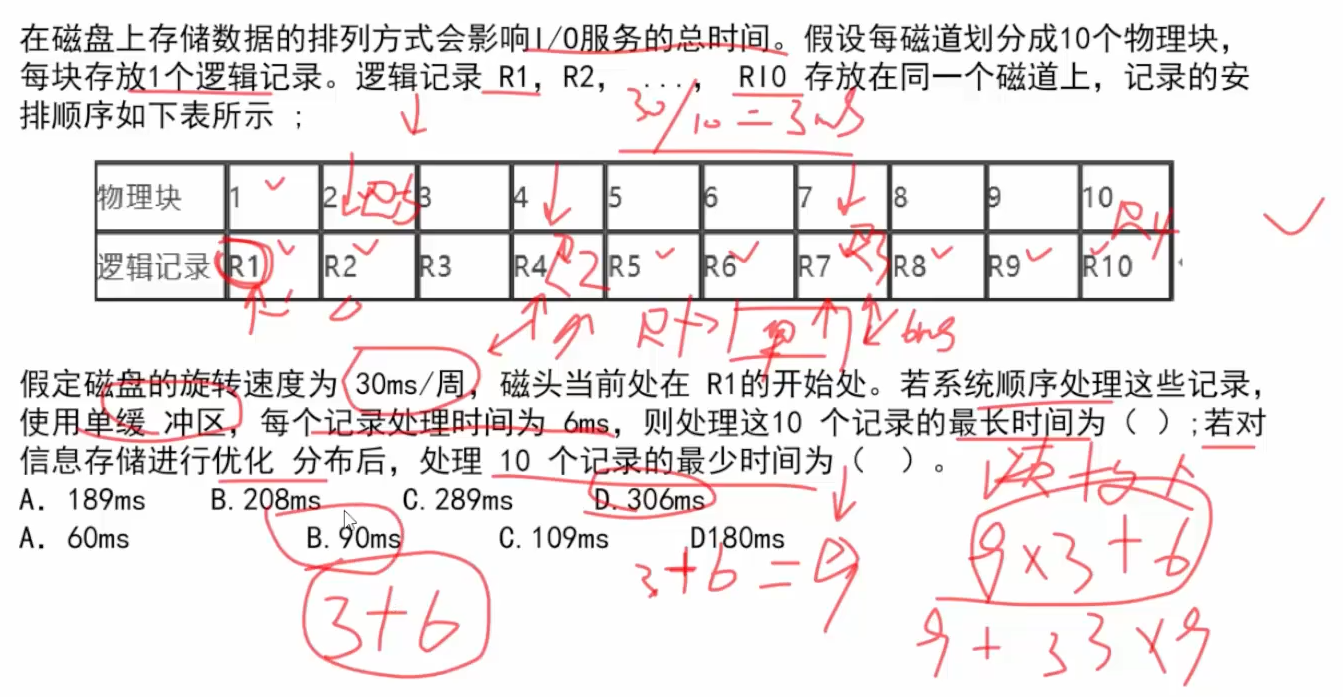 在磁盘上存储数据的排列方式会影响I/O服务的总时间。假设每磁道划分成10个物理块，
每块存放1个逻辑记录。逻辑记录 R1，R2， ...， RI0 存放在同一个磁道上，记录的安
排顺序如下表所示 ；
30/10 = 3ms
物理块 1 2 3 4 5 6 7 8 9 10
R5 R4
逻辑记录 R1 R2 R3 R4 R5 R6 R7 R8 R9 R10
R2 R3
6ms
假定磁盘的旋转速度为 30ms/周，磁头当前处在 R1的开始处。若系统顺序处理这些记录，
使用单缓 冲区，每个记录处理时间为 6ms，则处理这10 个记录的最长时间为（ ）;若对
信息存储进行优化 分布后，处理 10 个记录的最少时间为（ ）。
A. 189ms B.208ms C.289ms D.306ms
A. 60ms B.90ms C.109ms D180ms
3+6=9
9×3+6
3+6
9+33×9